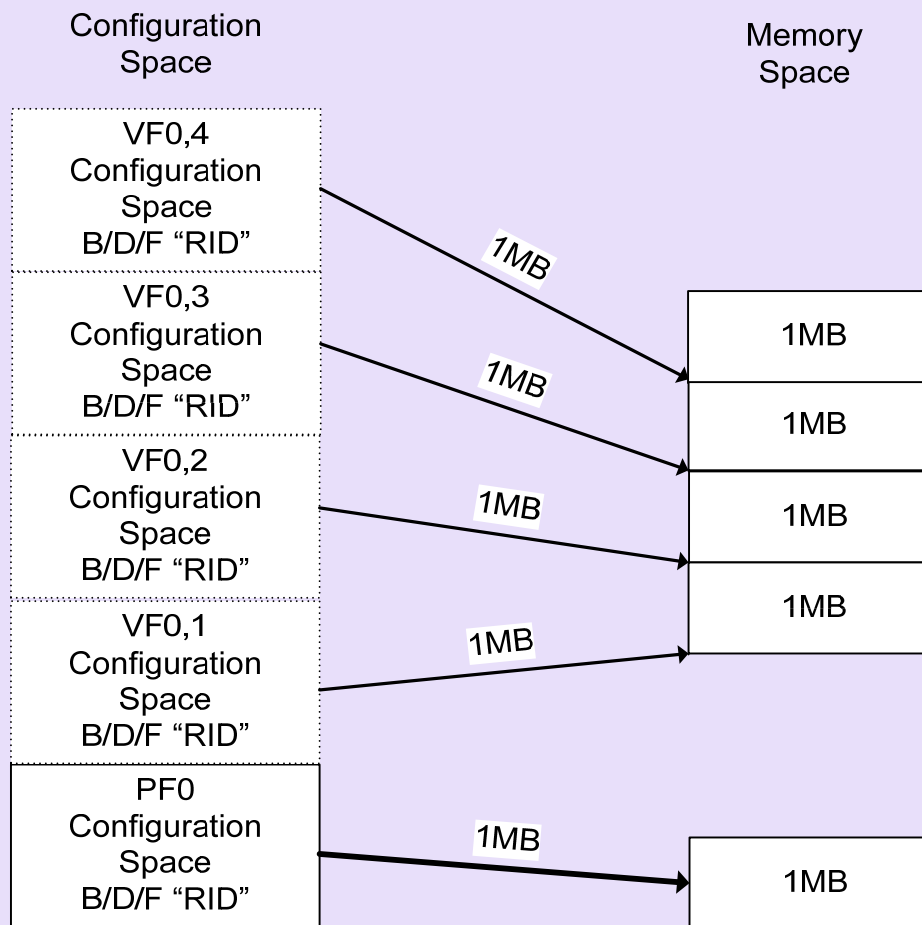 Configuration
Space
Memory
Space
VF0,4
Configuration
Space
B/D/F “RID”
VF0,3
Configuration
Space
B/D/F “RID”
VF0,2
Configuration
Space
B/D/F “RID”
VF0,1
Configuration
Space
B/D/F “RID”
PF0
Configuration
Space
B/D/F “RID”
1MB
1MB
1MB
1MB
1MB
1MB
1MB
1MB
1MB
1MB